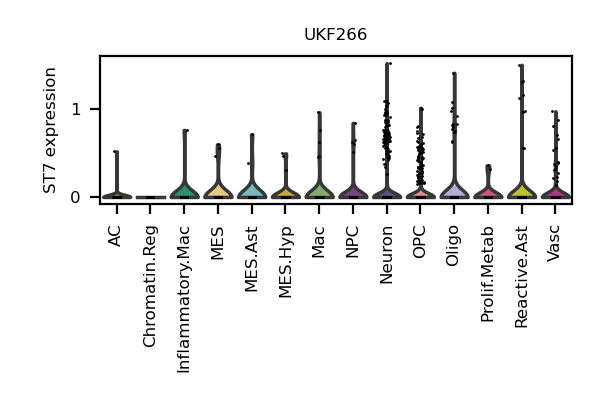 UKF266
ST7 expression
1
0
AC
Chromatin.Reg
Inflammatory.Mac
MES
MES.Ast
MES.Hyp
Mac
NPC
Neuron
OPC
Oligo
Prolif.Metab
Reactive.Ast
Vasc